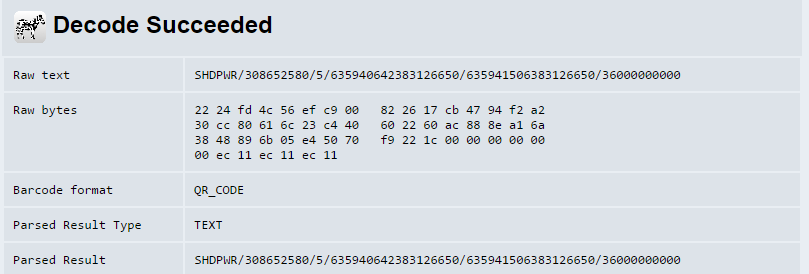 Decode Succeeded
Raw text SHDPWR/308652580/5/635940642383126650/635941506383126650/36000000000
Raw bytes 22 24 fd 4c 56 ef c9 00   82 26 17 cb 47 94 f2 a2
30 cc 80 61 6c 23 c4 40   60 22 60 ac 88 8e a1 6a
38 48 89 6b 05 e4 50 70   f9 22 1c 00 00 00 00 00
00 ec 11 ec 11 ec 11
Barcode format QR_CODE
Parsed Result Type TEXT
Parsed Result SHDPWR/308652580/5/635940642383126650/635941506383126650/36000000000